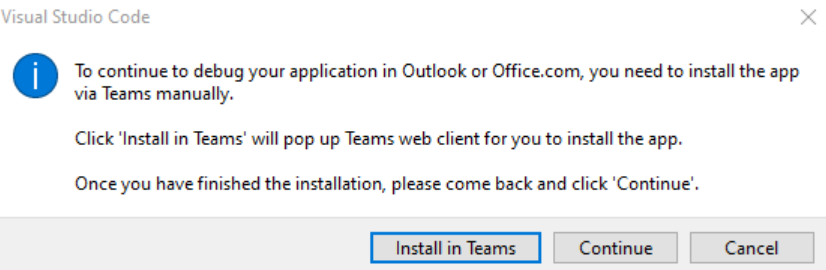 Visual Studio Code
To continue to debug your application in Outlook or Office.com, you need to install the app
via Teams manually.
Click 'Install in Teams' will pop up Teams web client for you to install the app.
Once you have finished the installation, please come back and click 'Continue'.
Install in Teams
Continue
Cancel